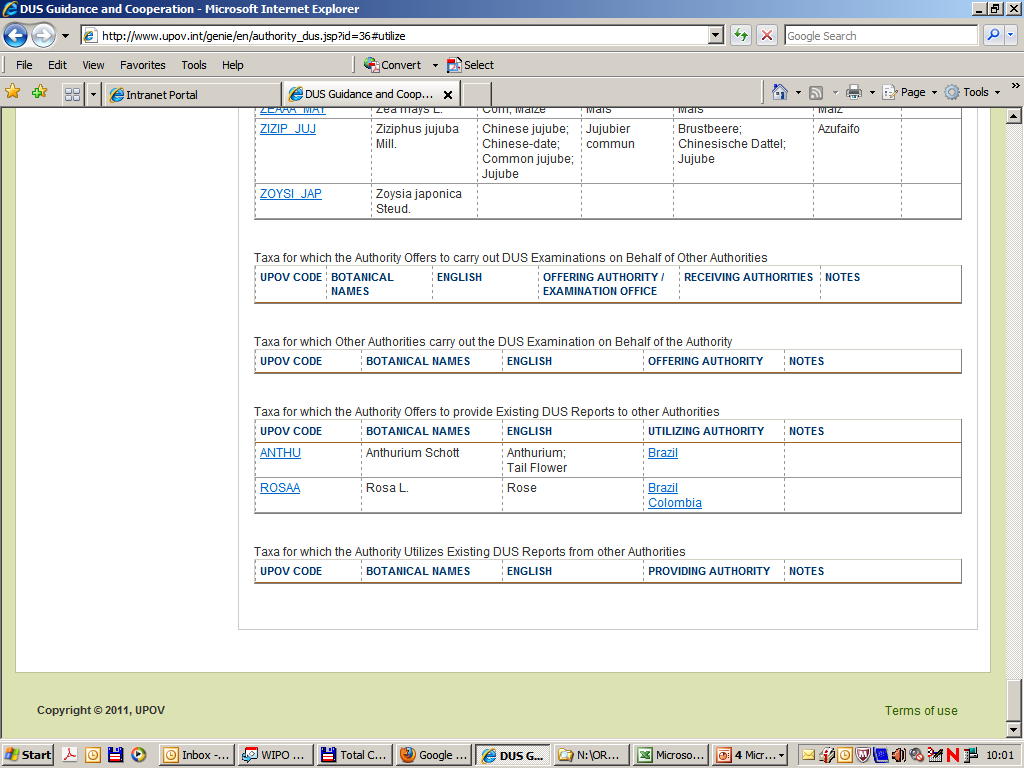 DUS Guidance and Cooperation - Microsoft Internet Explorer
http://www.upov.int/genie/en/authority_dus.jsp?id=36#utilize
Google Search
File Edit View Favorites Tools Help
Convert Select
Intranet Portal
DUS Guidance and Coop...
Page Tools »
ZEAAA_MAY Zea mays L. Corn; Maize Maïs Mais Maíz
ZIZIP_JUJ Ziziphus jujuba Chinese jujube; Jujubier Brustbeere; Azufaifo
Mill. Chinese-date; commun Chinesische Dattel;
Common jujube; Jujube
Jujube
ZOYSI_JAP Zoysia japonica
Steud.
Taxa for which the Authority Offers to carry out DUS Examinations on Behalf of Other Authorities
UPOV CODE BOTANICAL ENGLISH OFFERING AUTHORITY / RECEIVING AUTHORITIES NOTES
NAMES EXAMINATION OFFICE
Taxa for which Other Authorities carry out the DUS Examination on Behalf of the Authority
UPOV CODE BOTANICAL NAMES ENGLISH OFFERING AUTHORITY NOTES
Taxa for which the Authority Offers to provide Existing DUS Reports to other Authorities
UPOV CODE BOTANICAL NAMES ENGLISH UTILIZING AUTHORITY NOTES
ANTHU Anthurium Schott Anthurium; Brazil
Tail Flower
ROSAA Rosa L. Rose Brazil
Colombia
Taxa for which the Authority Utilizes Existing DUS Reports from other Authorities
UPOV CODE BOTANICAL NAMES ENGLISH PROVIDING AUTHORITY NOTES
Copyright © 2011, UPOV Terms of use
Start Inbox -... WIPO ... Total C... Google ... DUS G... N:\OR... Microso... 4 Micr... 10:01